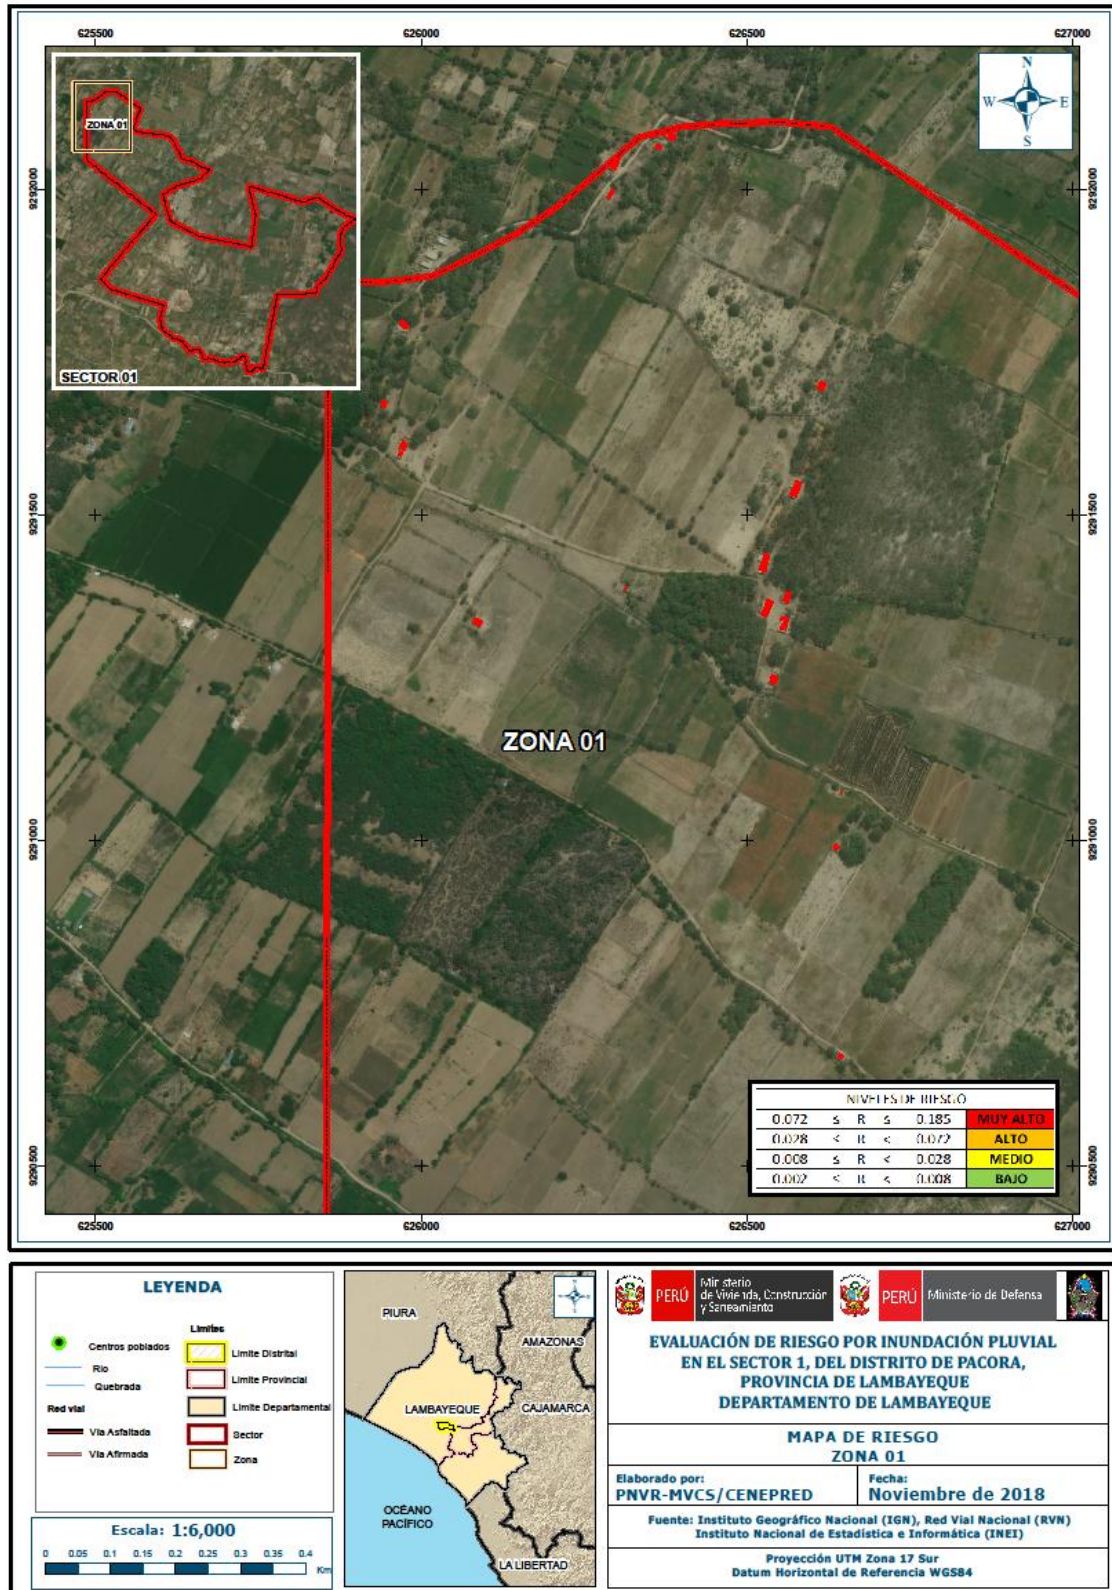 625500 626000 626500 627000
ZONA 01
SECTOR 01
N
W E
S
9292000 9292000
9291500 9291500
ZONA 01
9291000 9291000
9290500 9290500
NIVELES DE RIESGO
0.072 ≤ R ≤ 0.185 MUY ALTO
0.028 < R < 0.072 ALTO
0.008 ≤ R < 0.028 MEDIO
0.002 < R < 0.008 BAJO
625500 626000 626500 627000
LEYENDA
Centros poblados
Rio
Quebrada
Red vial
Vía Asfaltada
Vía Afirmada
Limites
Limite Distrital
Limite Provincial
Limite Departamental
Sector
Zona
Escala: 1:6,000
0 0.05 0.1 0.15 0.2 0.25 0.3 0.35 0.4
Km
PIURA
AMAZONAS
LAMBAYEQUE
CAJAMARCA
OCÉANO
PACÍFICO
LA LIBERTAD
PERÚ
Ministerio
de Vivienda, Construcción
y Saneamiento
PERÚ
Ministerio de Defensa
EVALUACIÓN DE RIESGO POR INUNDACIÓN PLUVIAL
EN EL SECTOR 1, DEL DISTRITO DE PACORA,
PROVINCIA DE LAMBAYEQUE
DEPARTAMENTO DE LAMBAYEQUE
MAPA DE RIESGO
ZONA 01
Elaborado por:
PNVR-MVCS/CENEPRED
Fecha:
Noviembre de 2018
Fuente: Instituto Geográfico Nacional (IGN), Red Vial Nacional (RVN)
Instituto Nacional de Estadística e Informática (INEI)
Proyección UTM Zona 17 Sur
Datum Horizontal de Referencia WGS84